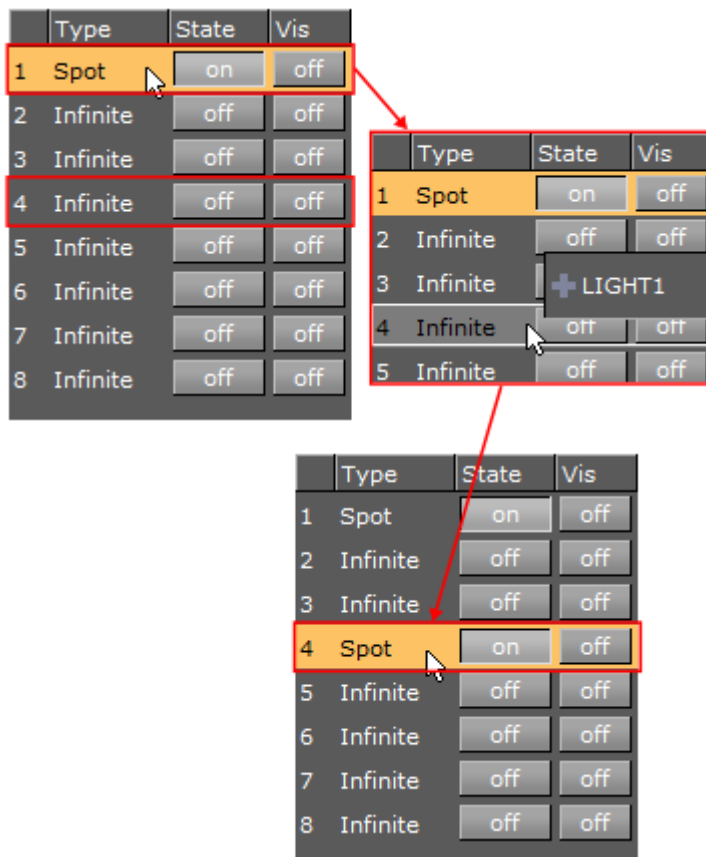 Type State Vis
1 Spot on off
2 Infinite off off
3 Infinite off off
4 Infinite off off
5 Infinite off off
6 Infinite off off
7 Infinite off off
8 Infinite off off
Type State Vis
1 Spot on off
2 Infinite off off
3 Infinite
LIGHT1
4 Infinite off off
5 Infinite off off
Type State Vis
1 Spot on off
2 Infinite off off
3 Infinite off off
4 Spot on off
5 Infinite off off
6 Infinite off off
7 Infinite off off
8 Infinite off off